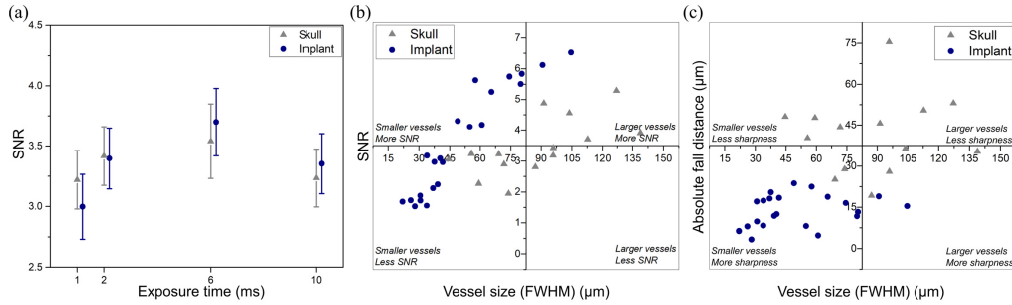 (a)
4.5
4.0
3.5
3.0
2.5
SNR
Skull
Implant
1
2
6
10
Exposure time (ms)
(b)
7
6
5
4
3
2
1
0
SNR
Skull
Implant
Smaller vessels
More SNR
Larger vessels
More SNR
15
30
45
60
75
90
105
120
135
Smaller vessels
Less SNR
Larger vessels
Less SNR
Vessel size (FWHM) (µm)
(c)
75
60
45
30
15
0
Absolute fall distance (µm)
Skull
Implant
Smaller vessels
Less sharpness
Larger vessels
Less sharpness
15
30
45
60
75
90
105
120
135
Smaller vessels
More sharpness
Larger vessels
More sharpness
Vessel size (FWHM) (µm)